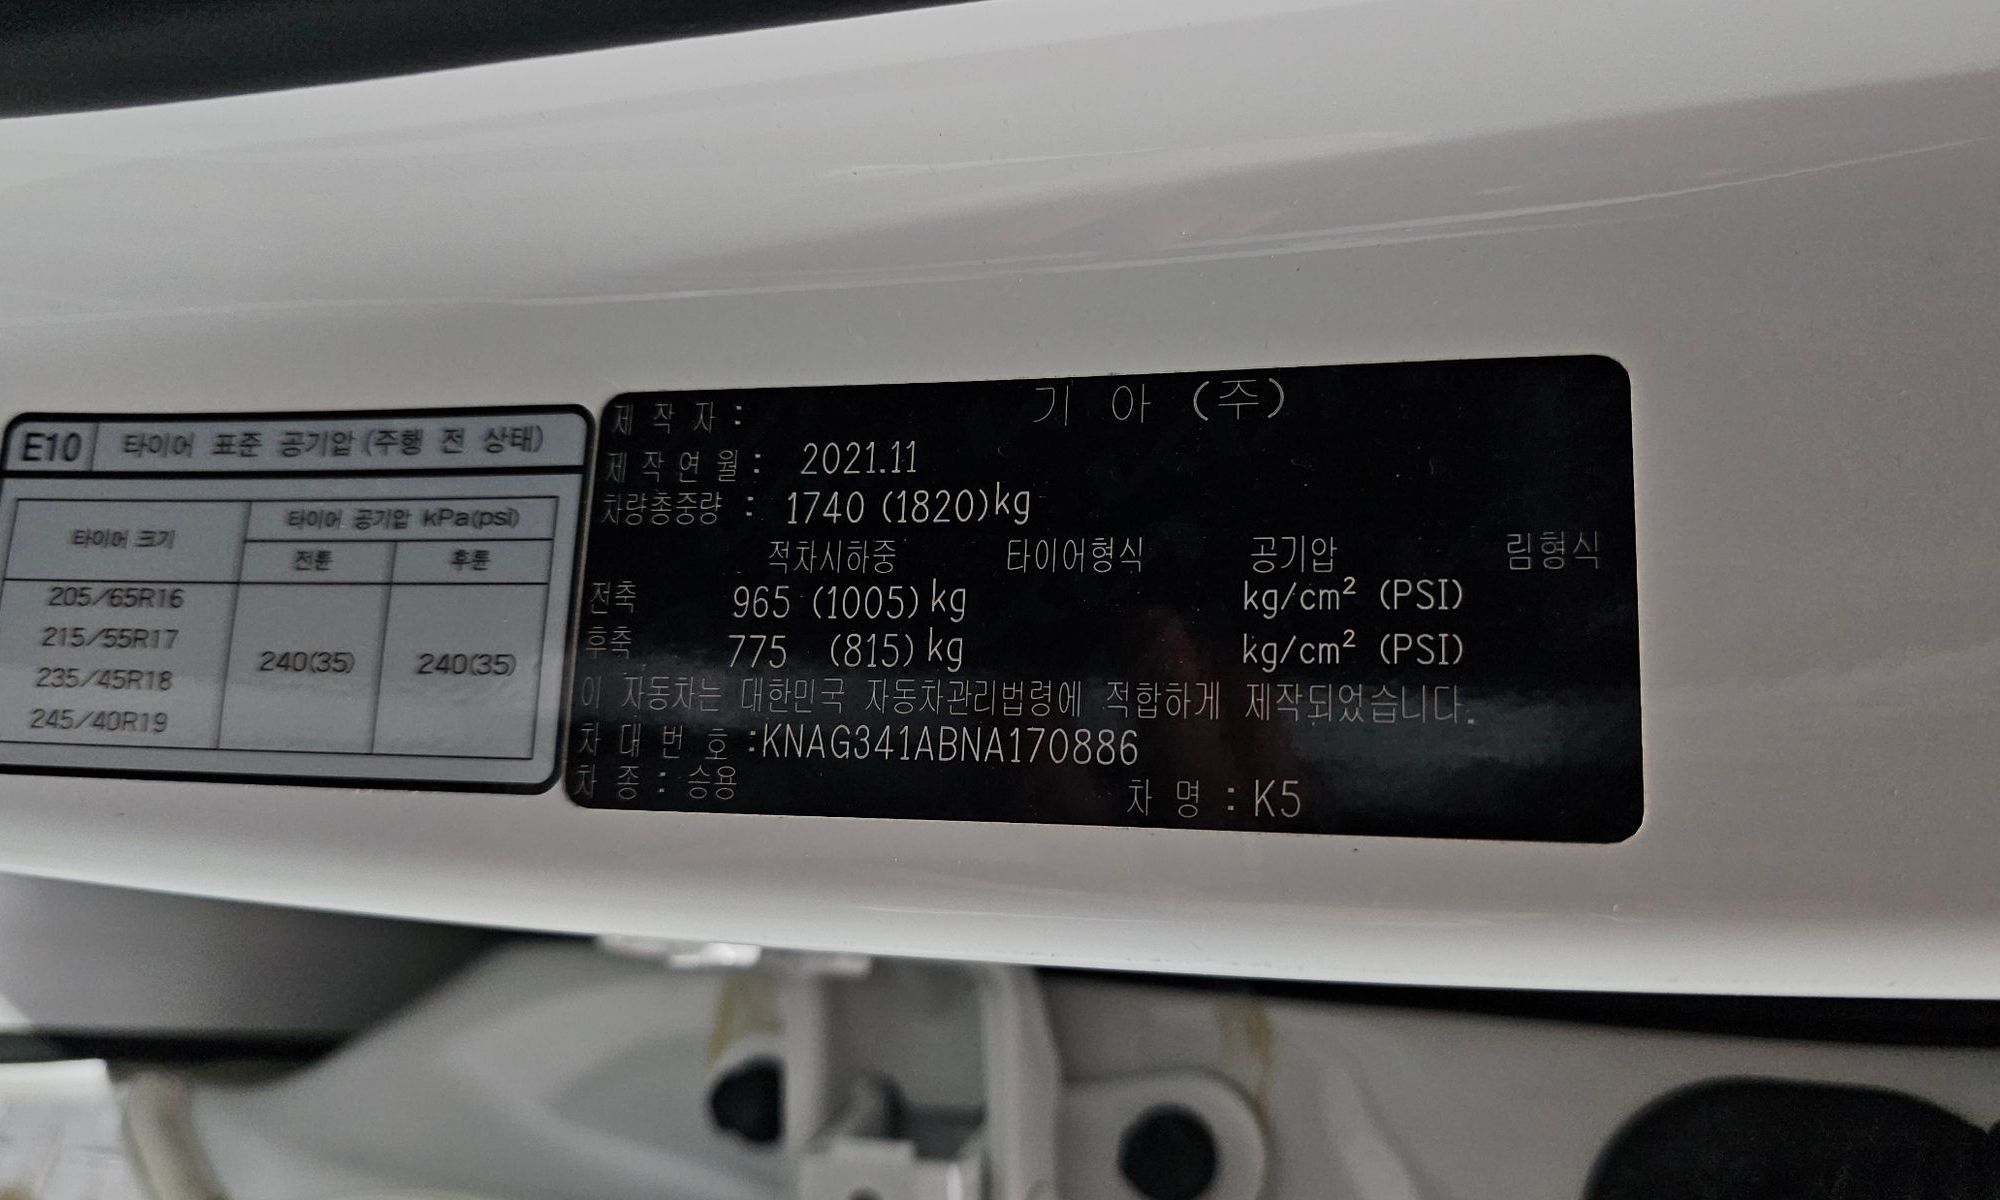 E10 타이어 표준 공기압 (주행 전 상태)
타이어 크기 타이어 공기압 kPa(psi)
전륜 후륜
205/65R16
215/55R17
235/45R18
245/40R19
240(35) 240(35)
제 작 자 : 기 아 (주)
제 작 연 월 : 2021.11
차량총중량 : 1740 (1820)kg
적차시하중 타이어형식 공기압 림형식
전축 965 (1005) kg kg/cm² (PSI)
후축 775 (815) kg kg/cm² (PSI)
이 자동차는 대한민국 자동차관리법령에 적합하게 제작되었습니다.
차 대 번 호 :KNAG341ABNA170886
차 종 : 승용 차 명 : K5